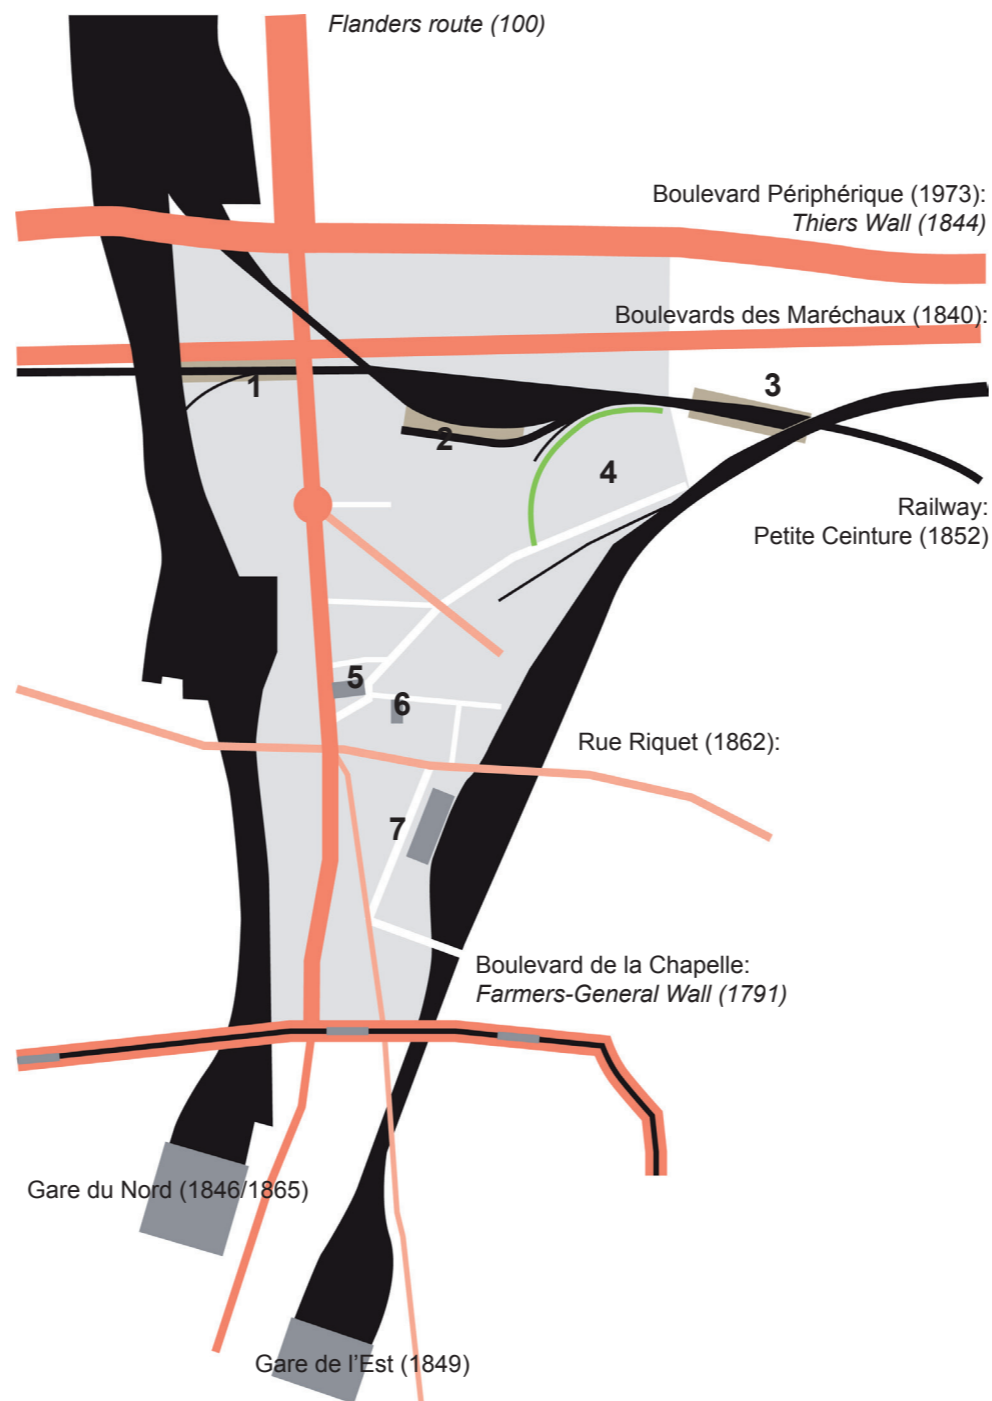 Flanders route (100)
Boulevard Périphérique (1973):
Thiers Wall (1844)
Boulevards des Maréchaux (1840):
1
3
2
4
Railway:
Petite Ceinture (1852)
5
6
Rue Riquet (1862):
7
Boulevard de la Chapelle:
Farmers-General Wall (1791)
Gare du Nord (1846/1865)
Gare de l'Est (1849)